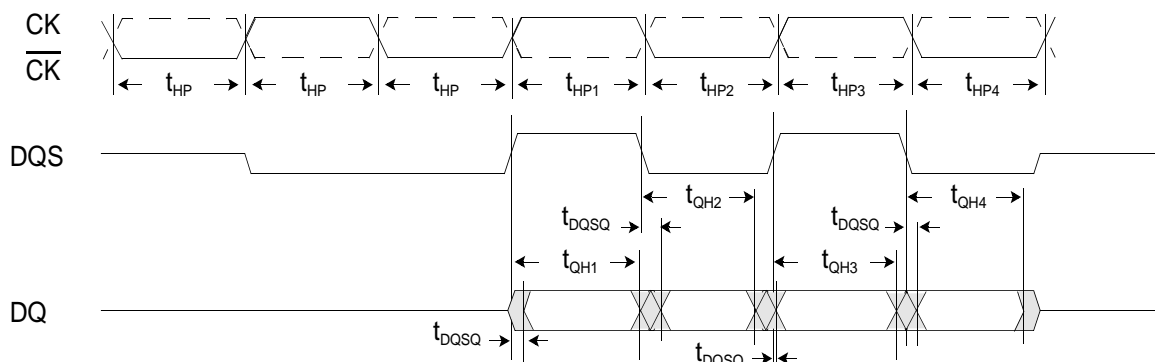 CK
CK
tHP tHP tHP tHP1 tHP2 tHP3 tHP4
DQS
tQH2 tQH4
tDQSQ tDQSQ
tQH1 tQH3
DQ
tDQSQ
tDQSQ